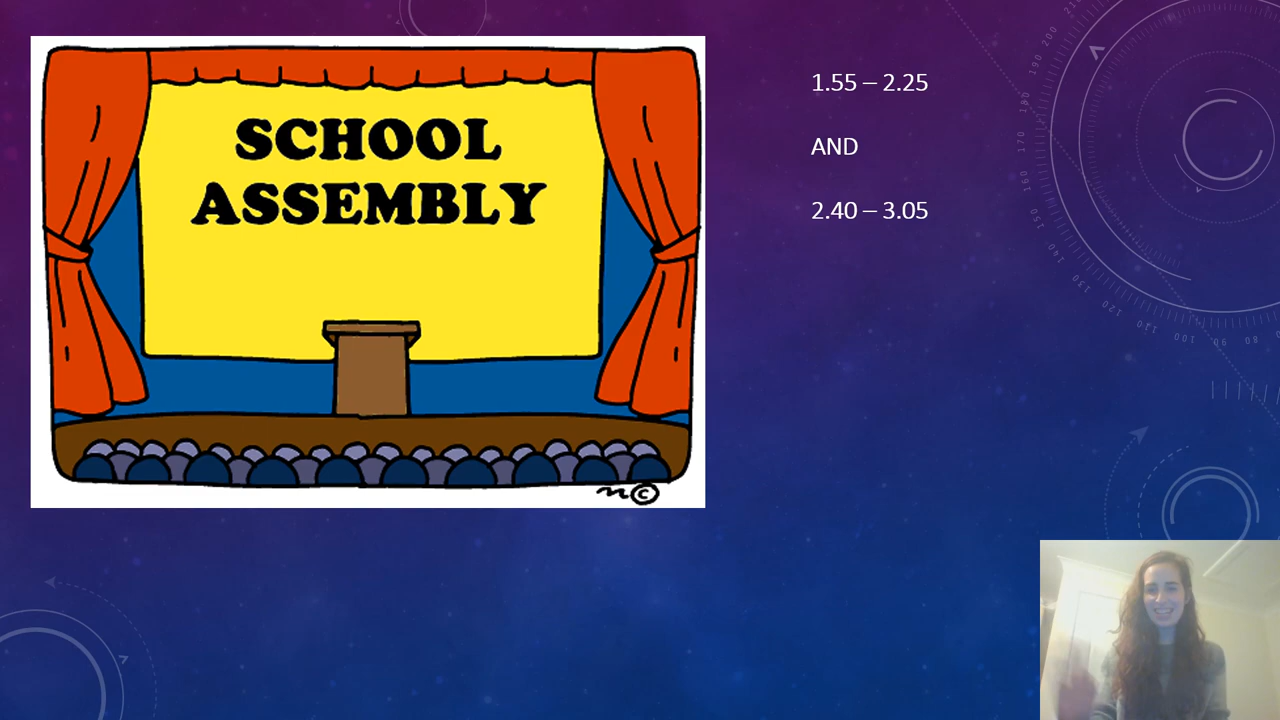 SCHOOL
ASSEMBLY
1.55 – 2.25
AND
2.40 – 3.05